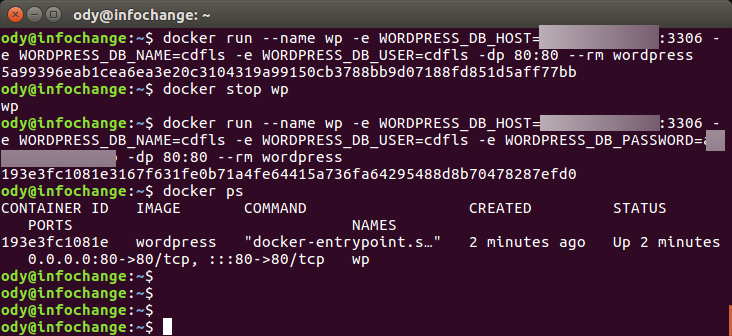 ody@infochange: ~
ody@infochange:~$ docker run --name wp -e WORDPRESS_DB_HOST= :3306 -
e WORDPRESS_DB_NAME=cdfls -e WORDPRESS_DB_USER=cdfls -dp 80:80 --rm wordpress
5a99396eab1cea6ea3e20c3104319a99150cb3788bb9d07188fd851d5aff77bb
ody@infochange:~$ docker stop wp
wp
ody@infochange:~$ docker run --name wp -e WORDPRESS_DB_HOST= :3306 -
e WORDPRESS_DB_NAME=cdfls -e WORDPRESS_DB_USER=cdfls -e WORDPRESS_DB_PASSWORD=
-dp 80:80 --rm wordpress
193e3fc1081e3167f631fe0b71a4fe64415a736fa64295488d8b70478287efd0
ody@infochange:~$ docker ps
CONTAINER ID IMAGE COMMAND CREATED STATUS
PORTS NAMES
193e3fc1081e wordpress "docker-entrypoint.s…" 2 minutes ago Up 2 minutes
0.0.0.0:80->80/tcp, :::80->80/tcp wp
ody@infochange:~$
ody@infochange:~$
ody@infochange:~$
ody@infochange:~$